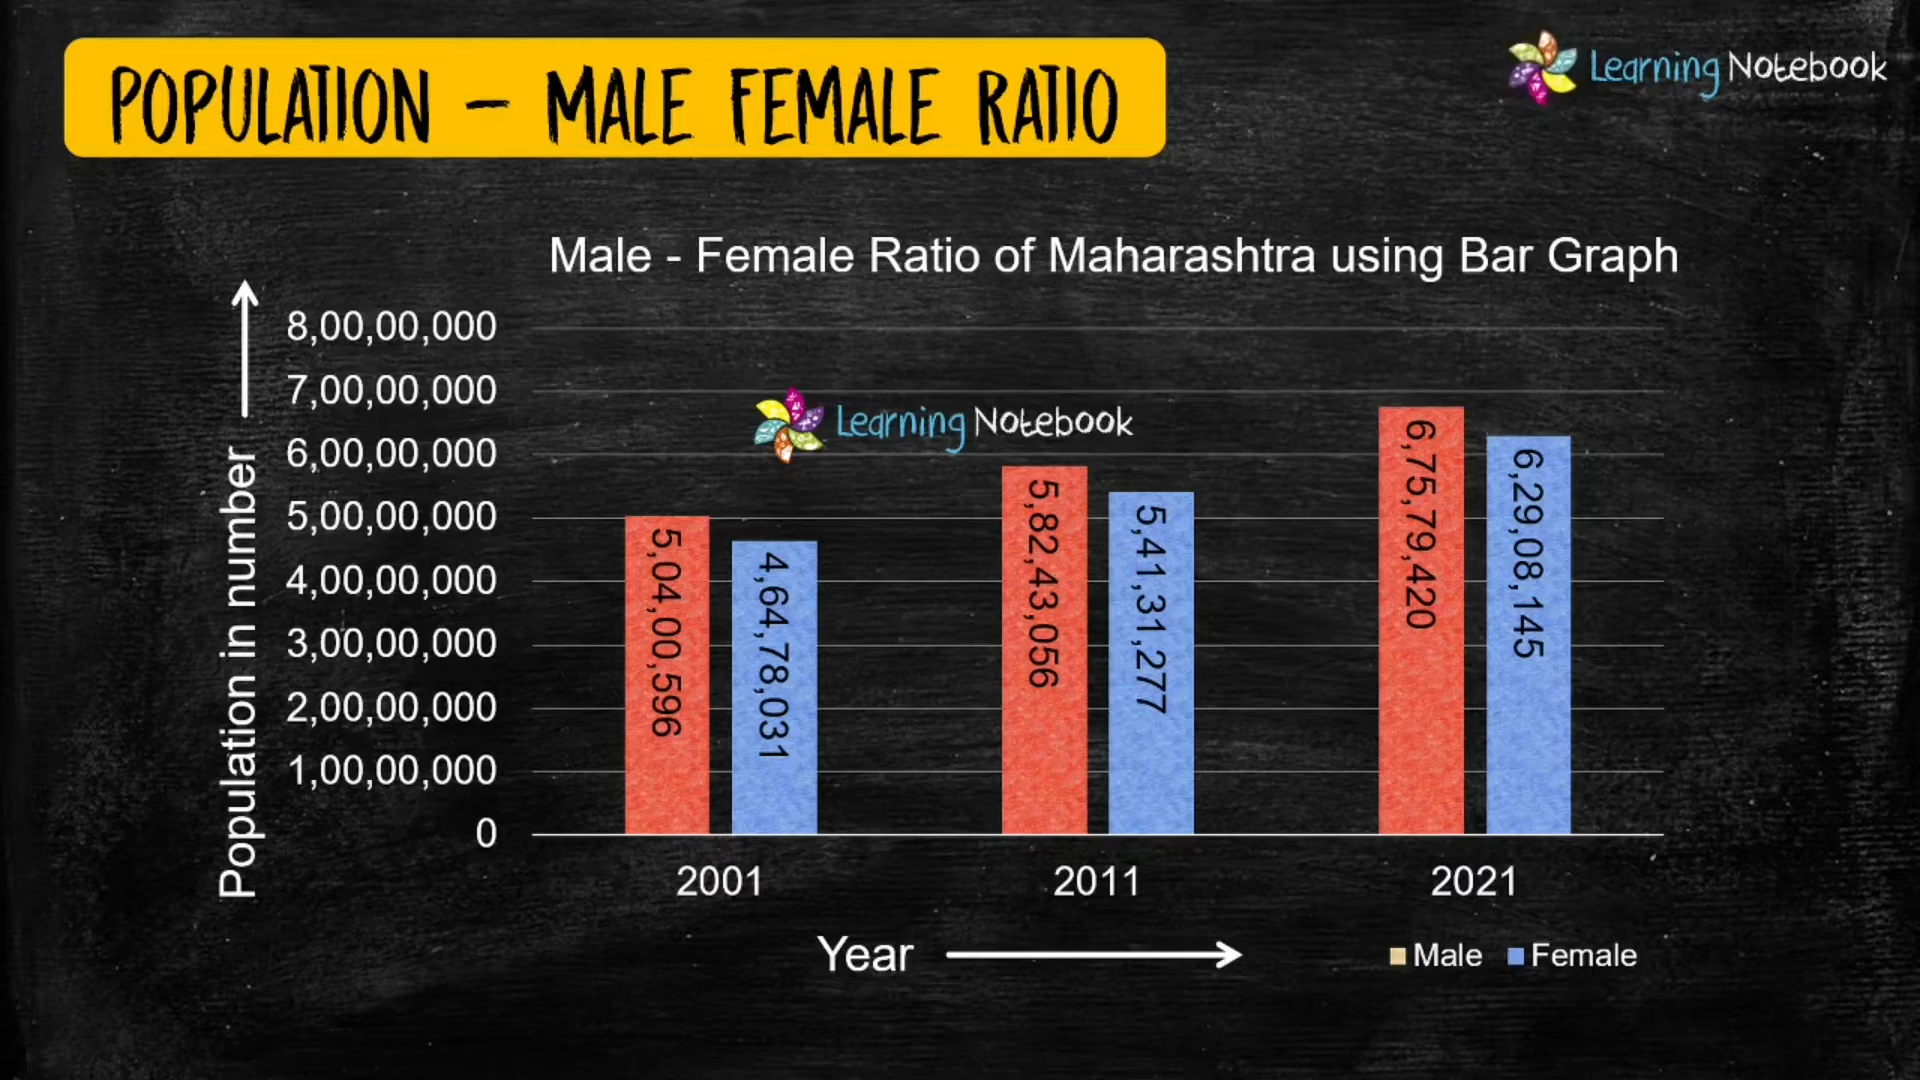 POPULATION - MALE FEMALE RATIO
Learning Notebook
Male - Female Ratio of Maharashtra using Bar Graph
Population in number
8,00,00,000
7,00,00,000
6,00,00,000
5,00,00,000
4,00,00,000
3,00,00,000
2,00,00,000
1,00,00,000
0
Learning Notebook
5,04,00,596
4,64,78,031
5,82,43,056
5,41,31,277
6,75,79,420
6,29,08,145
2001
2011
2021
Year
Male
Female